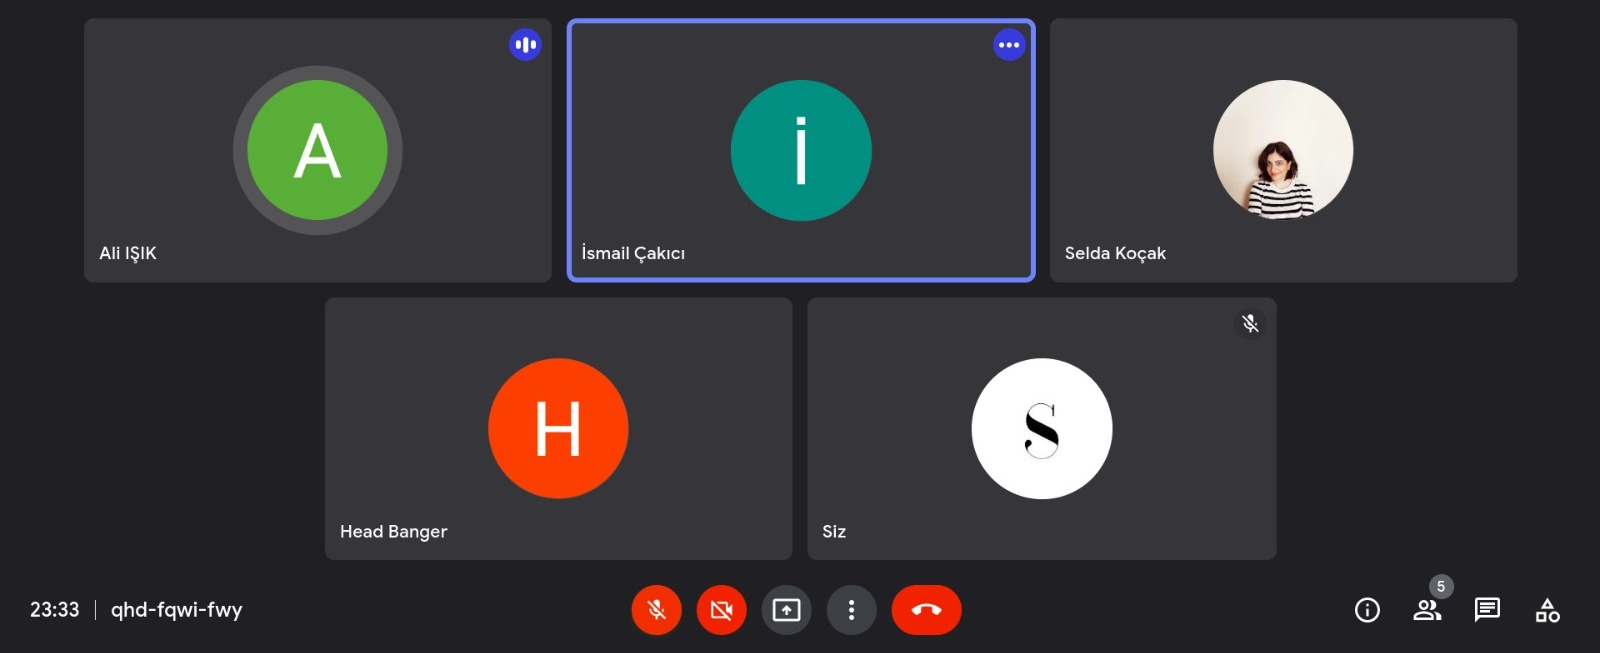 A
Ali IŞIK
İ
İsmail Çakıcı
Selda Koçak
H
Head Banger
S
Siz
23:33 | qhd-fqwi-fwy
5